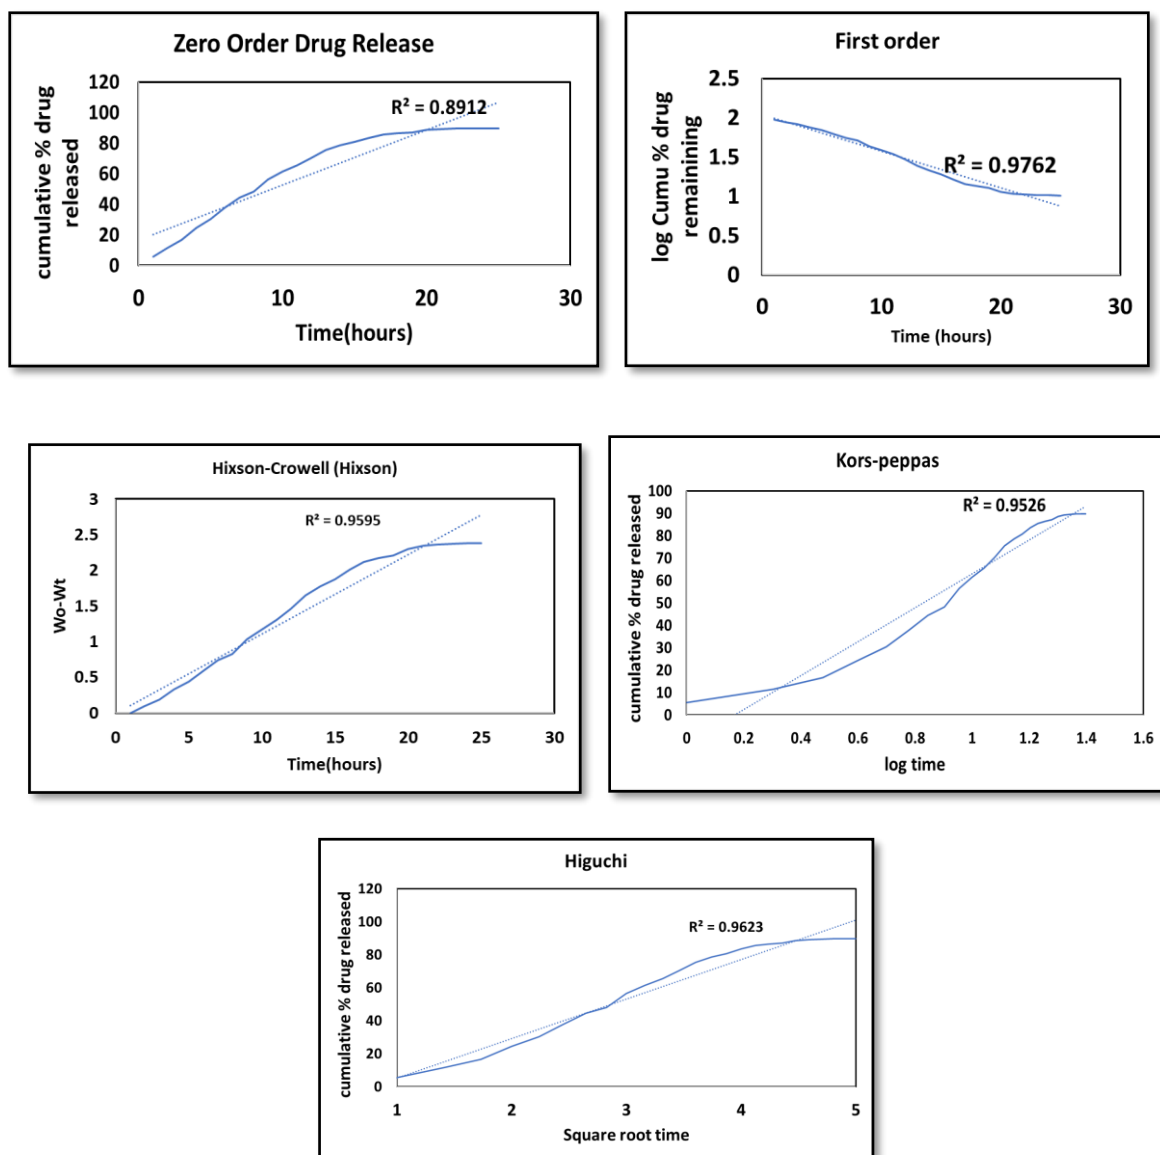 Zero Order Drug Release
cumulative % drug
released
120
100
80
60
40
20
0
R² = 0.8912
0 10 20 30
Time(hours)
First order
log Cumu % drug
remainining
2.5
2
1.5
1
0.5
0
R² = 0.9762
0 10 20 30
Time (hours)
Hixson-Crowell (Hixson)
Wo-Wt
3
2.5
2
1.5
1
0.5
0
R² = 0.9595
0 5 10 15 20 25 30
Time(hours)
Kors-peppas
cumulative % drug released
100
90
80
70
60
50
40
30
20
10
0
R² = 0.9526
0 0.2 0.4 0.6 0.8 1 1.2 1.4 1.6
log time
Higuchi
cumulative % drug released
120
100
80
60
40
20
0
R² = 0.9623
1 2 3 4 5
Square root time